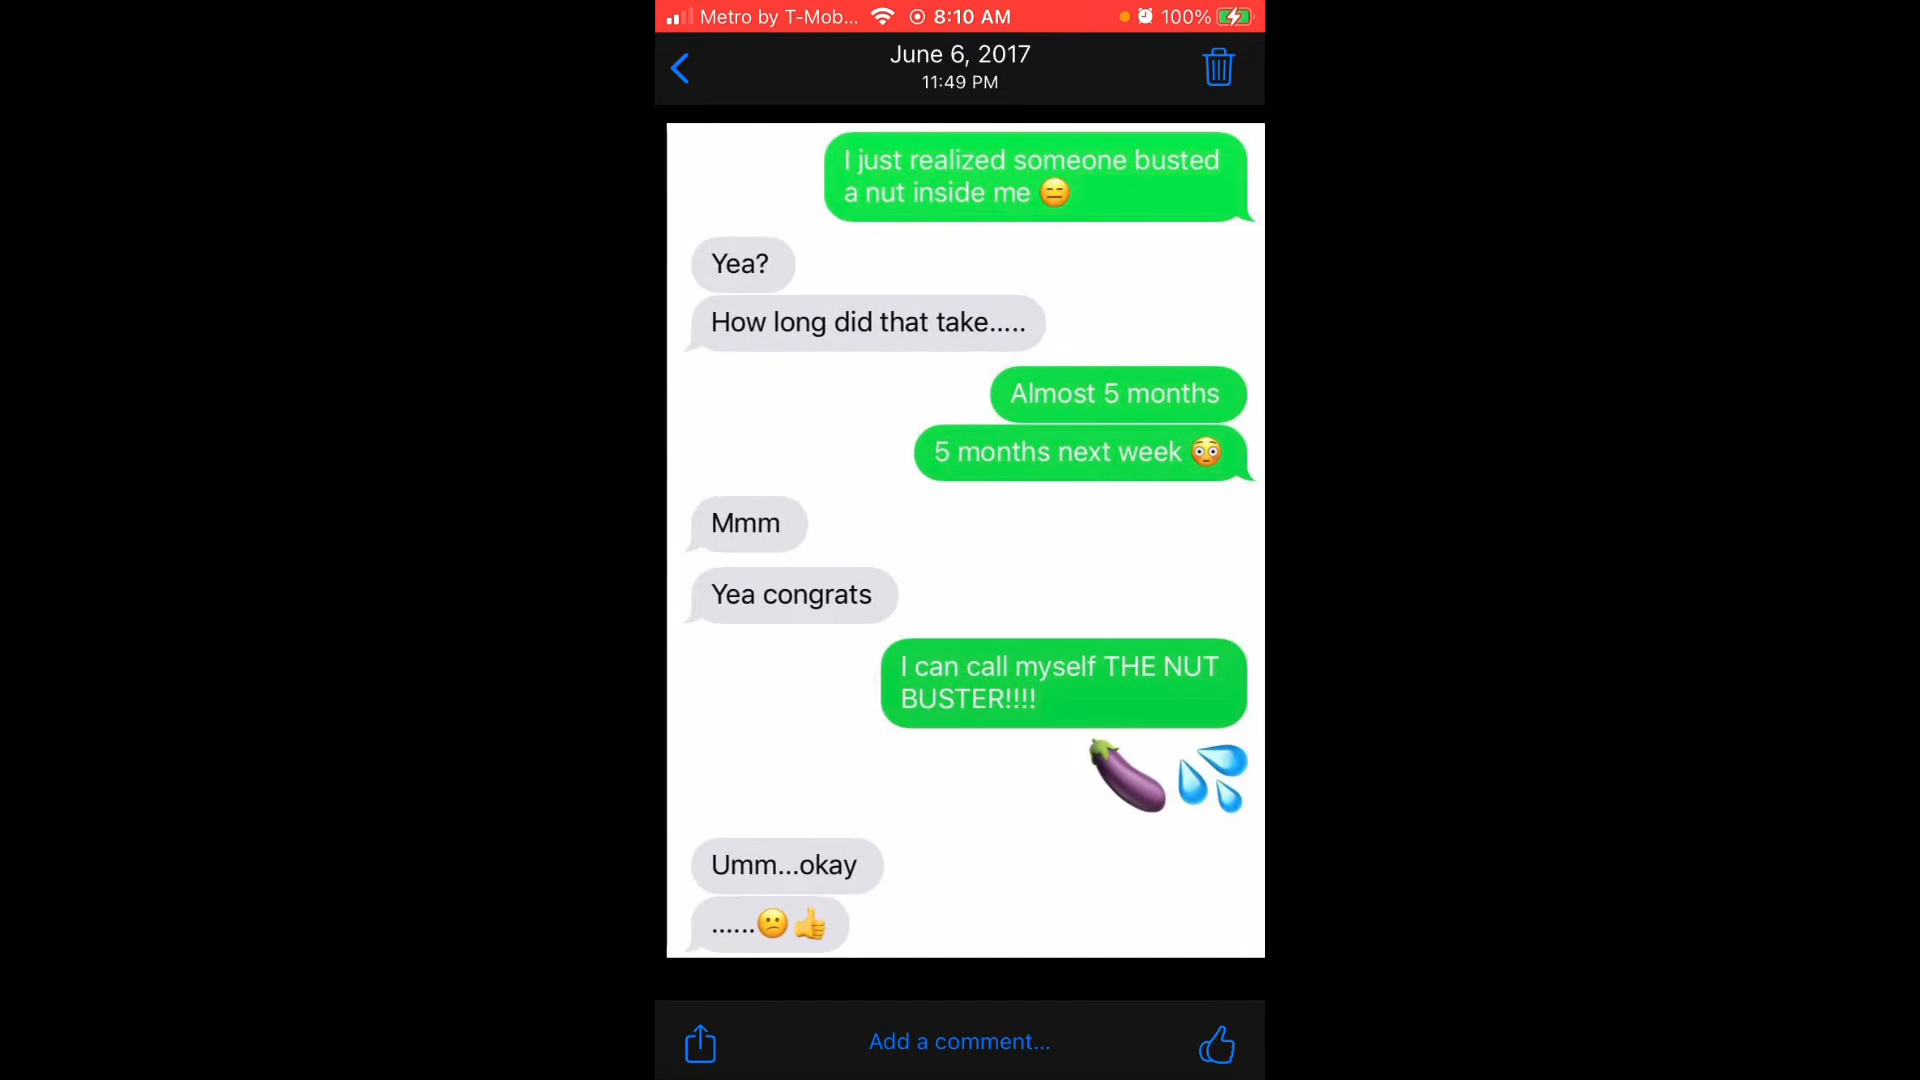 Metro by T-Mob... 8:10 AM 100%
June 6, 2017
11:49 PM
I just realized someone busted
a nut inside me 😑
Yea?
How long did that take.....
Almost 5 months
5 months next week 😳
Mmm
Yea congrats
I can call myself THE NUT
BUSTER!!!!
🍆💦
Umm...okay
......😕👍
Add a comment...